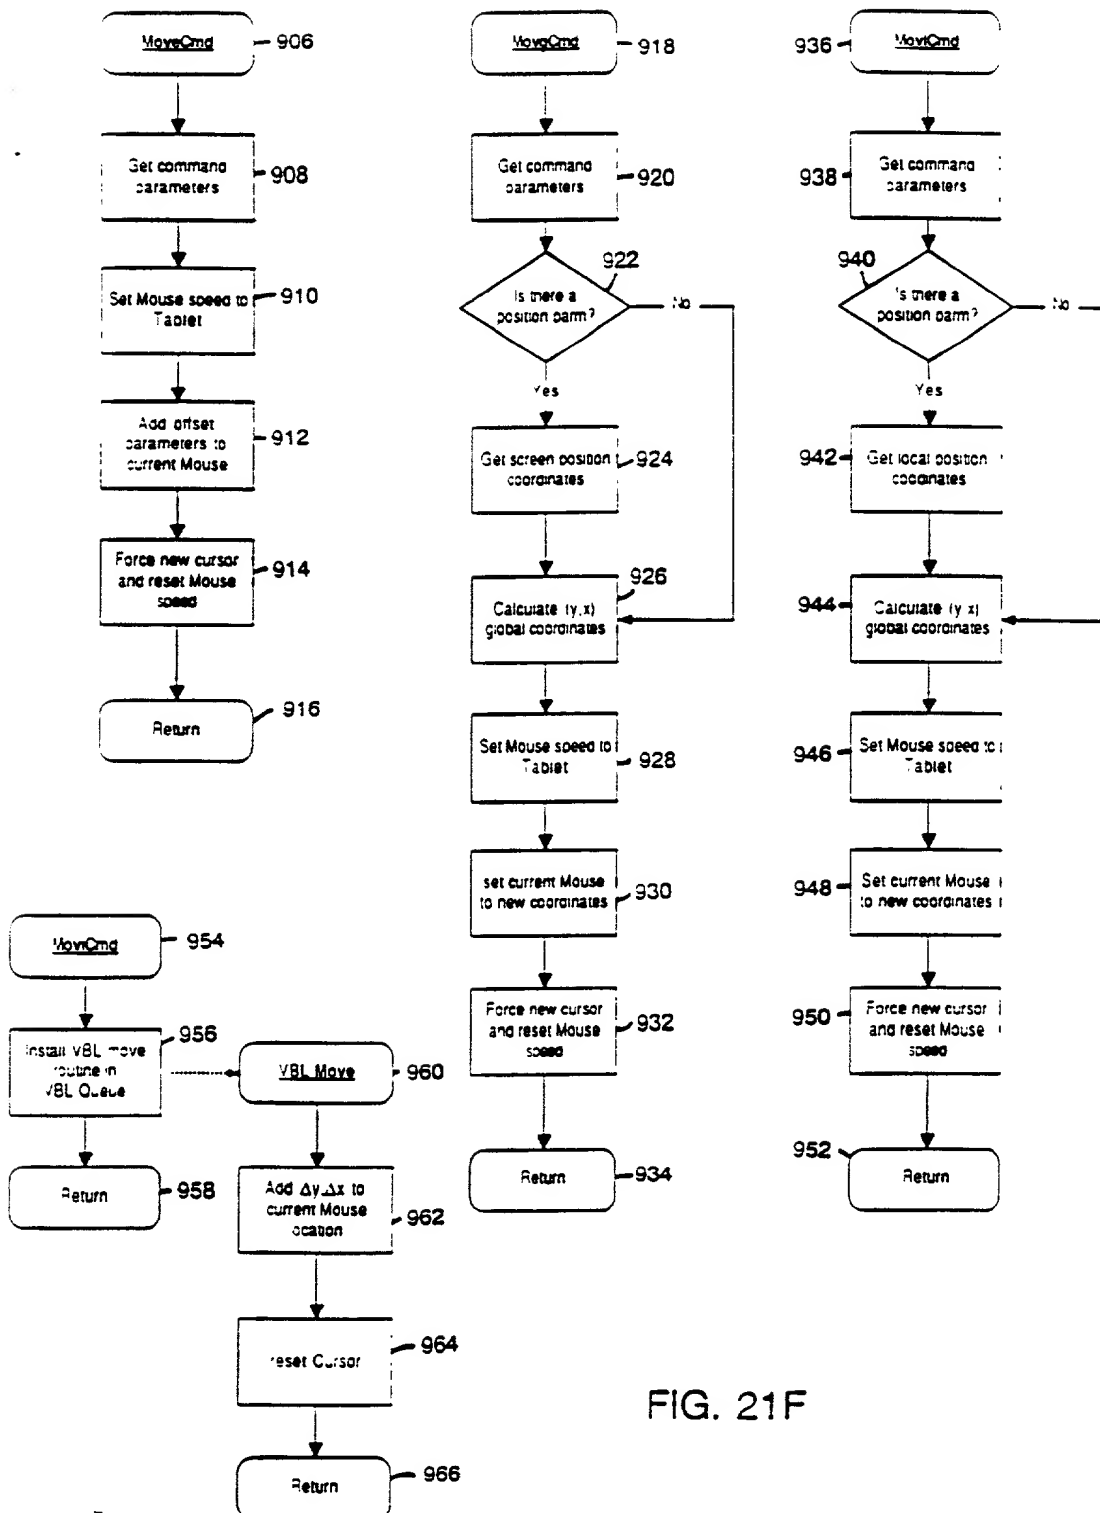 MoveCmd
906
Get command
parameters
908
Set Mouse speed to
Tablet
910
Add offset
parameters to
current Mouse
912
Force new cursor
and reset Mouse
speed
914
Return
916
MovgCmd
918
Get command
parameters
920
922
Is there a
position parm?
No
Yes
Get screen position
coordinates
924
926
Calculate (y,x)
global coordinates
Set Mouse speed to
Tablet
928
set current Mouse
to new coordinates
930
Force new cursor
and reset Mouse
speed
932
Return
934
936
MovlCmd
938
Get command
parameters
940
Is there a
position parm?
No
Yes
942
Get local position
coordinates
944
Calculate (y x)
global coordinates
946
Set Mouse speed to
Tablet
948
Set current Mouse
to new coordinates
950
Force new cursor
and reset Mouse
speed
952
Return
954
956
Install VBL move
routine in
VBL Queue
Return
958
VBL Move
960
Add Δy,Δx to
current Mouse
location
962
reset Cursor
964
Return
966
FIG. 21F